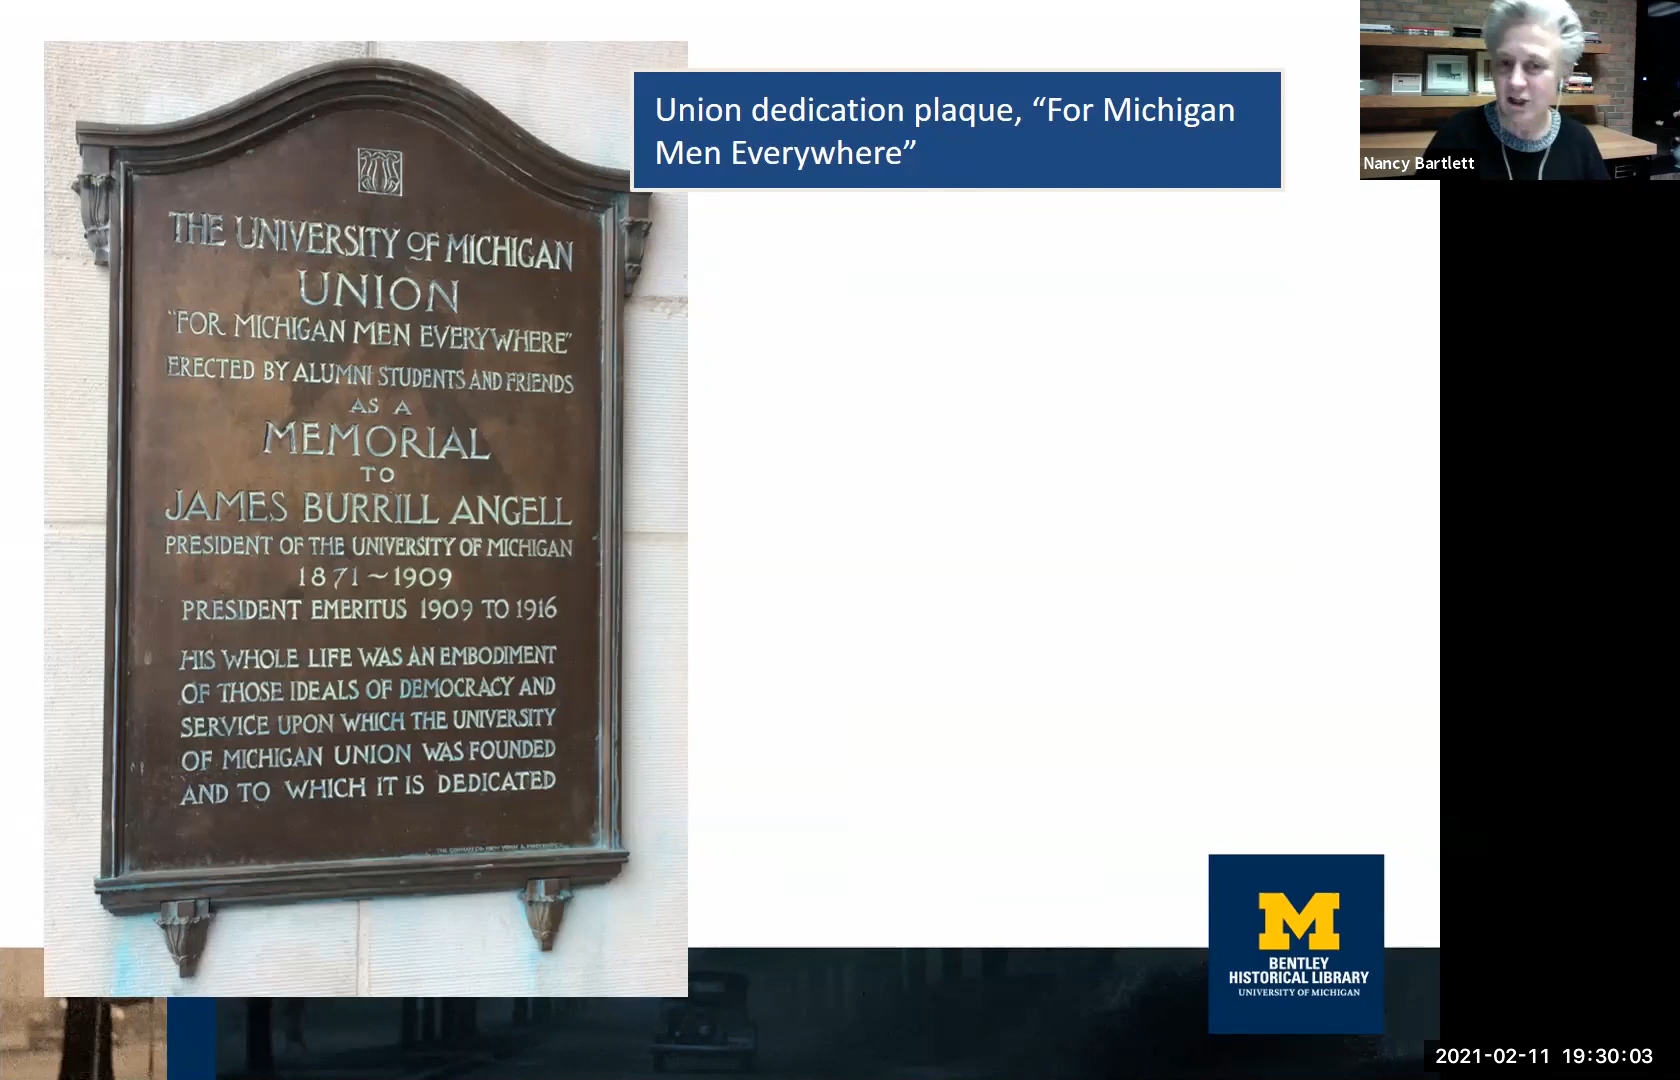 Union dedication plaque, “For Michigan
Men Everywhere”
THE UNIVERSITY OF MICHIGAN
UNION
“FOR MICHIGAN MEN EVERYWHERE”
ERECTED BY ALUMNI STUDENTS AND FRIENDS
AS A
MEMORIAL
TO
JAMES BURRILL ANGELL
PRESIDENT OF THE UNIVERSITY OF MICHIGAN
1871~1909
PRESIDENT EMERITUS 1909 TO 1916
HIS WHOLE LIFE WAS AN EMBODIMENT
OF THOSE IDEALS OF DEMOCRACY AND
SERVICE UPON WHICH THE UNIVERSITY
OF MICHIGAN UNION WAS FOUNDED
AND TO WHICH IT IS DEDICATED
Nancy Bartlett
M
BENTLEY
HISTORICAL LIBRARY
UNIVERSITY OF MICHIGAN
2021-02-11 19:30:03